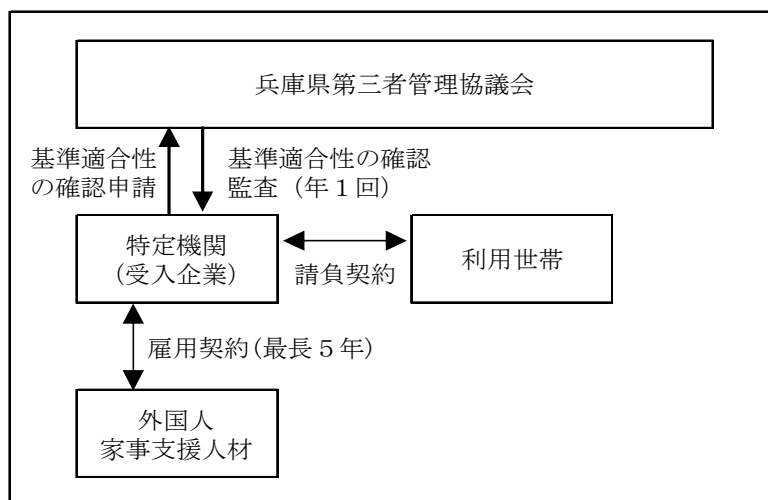 兵庫県第三者管理協議会
基準適合性
の確認申請
基準適合性の確認
監査（年１回）
特定機関
(受入企業)
請負契約
利用世帯
雇用契約(最長５年)
外国人
家事支援人材